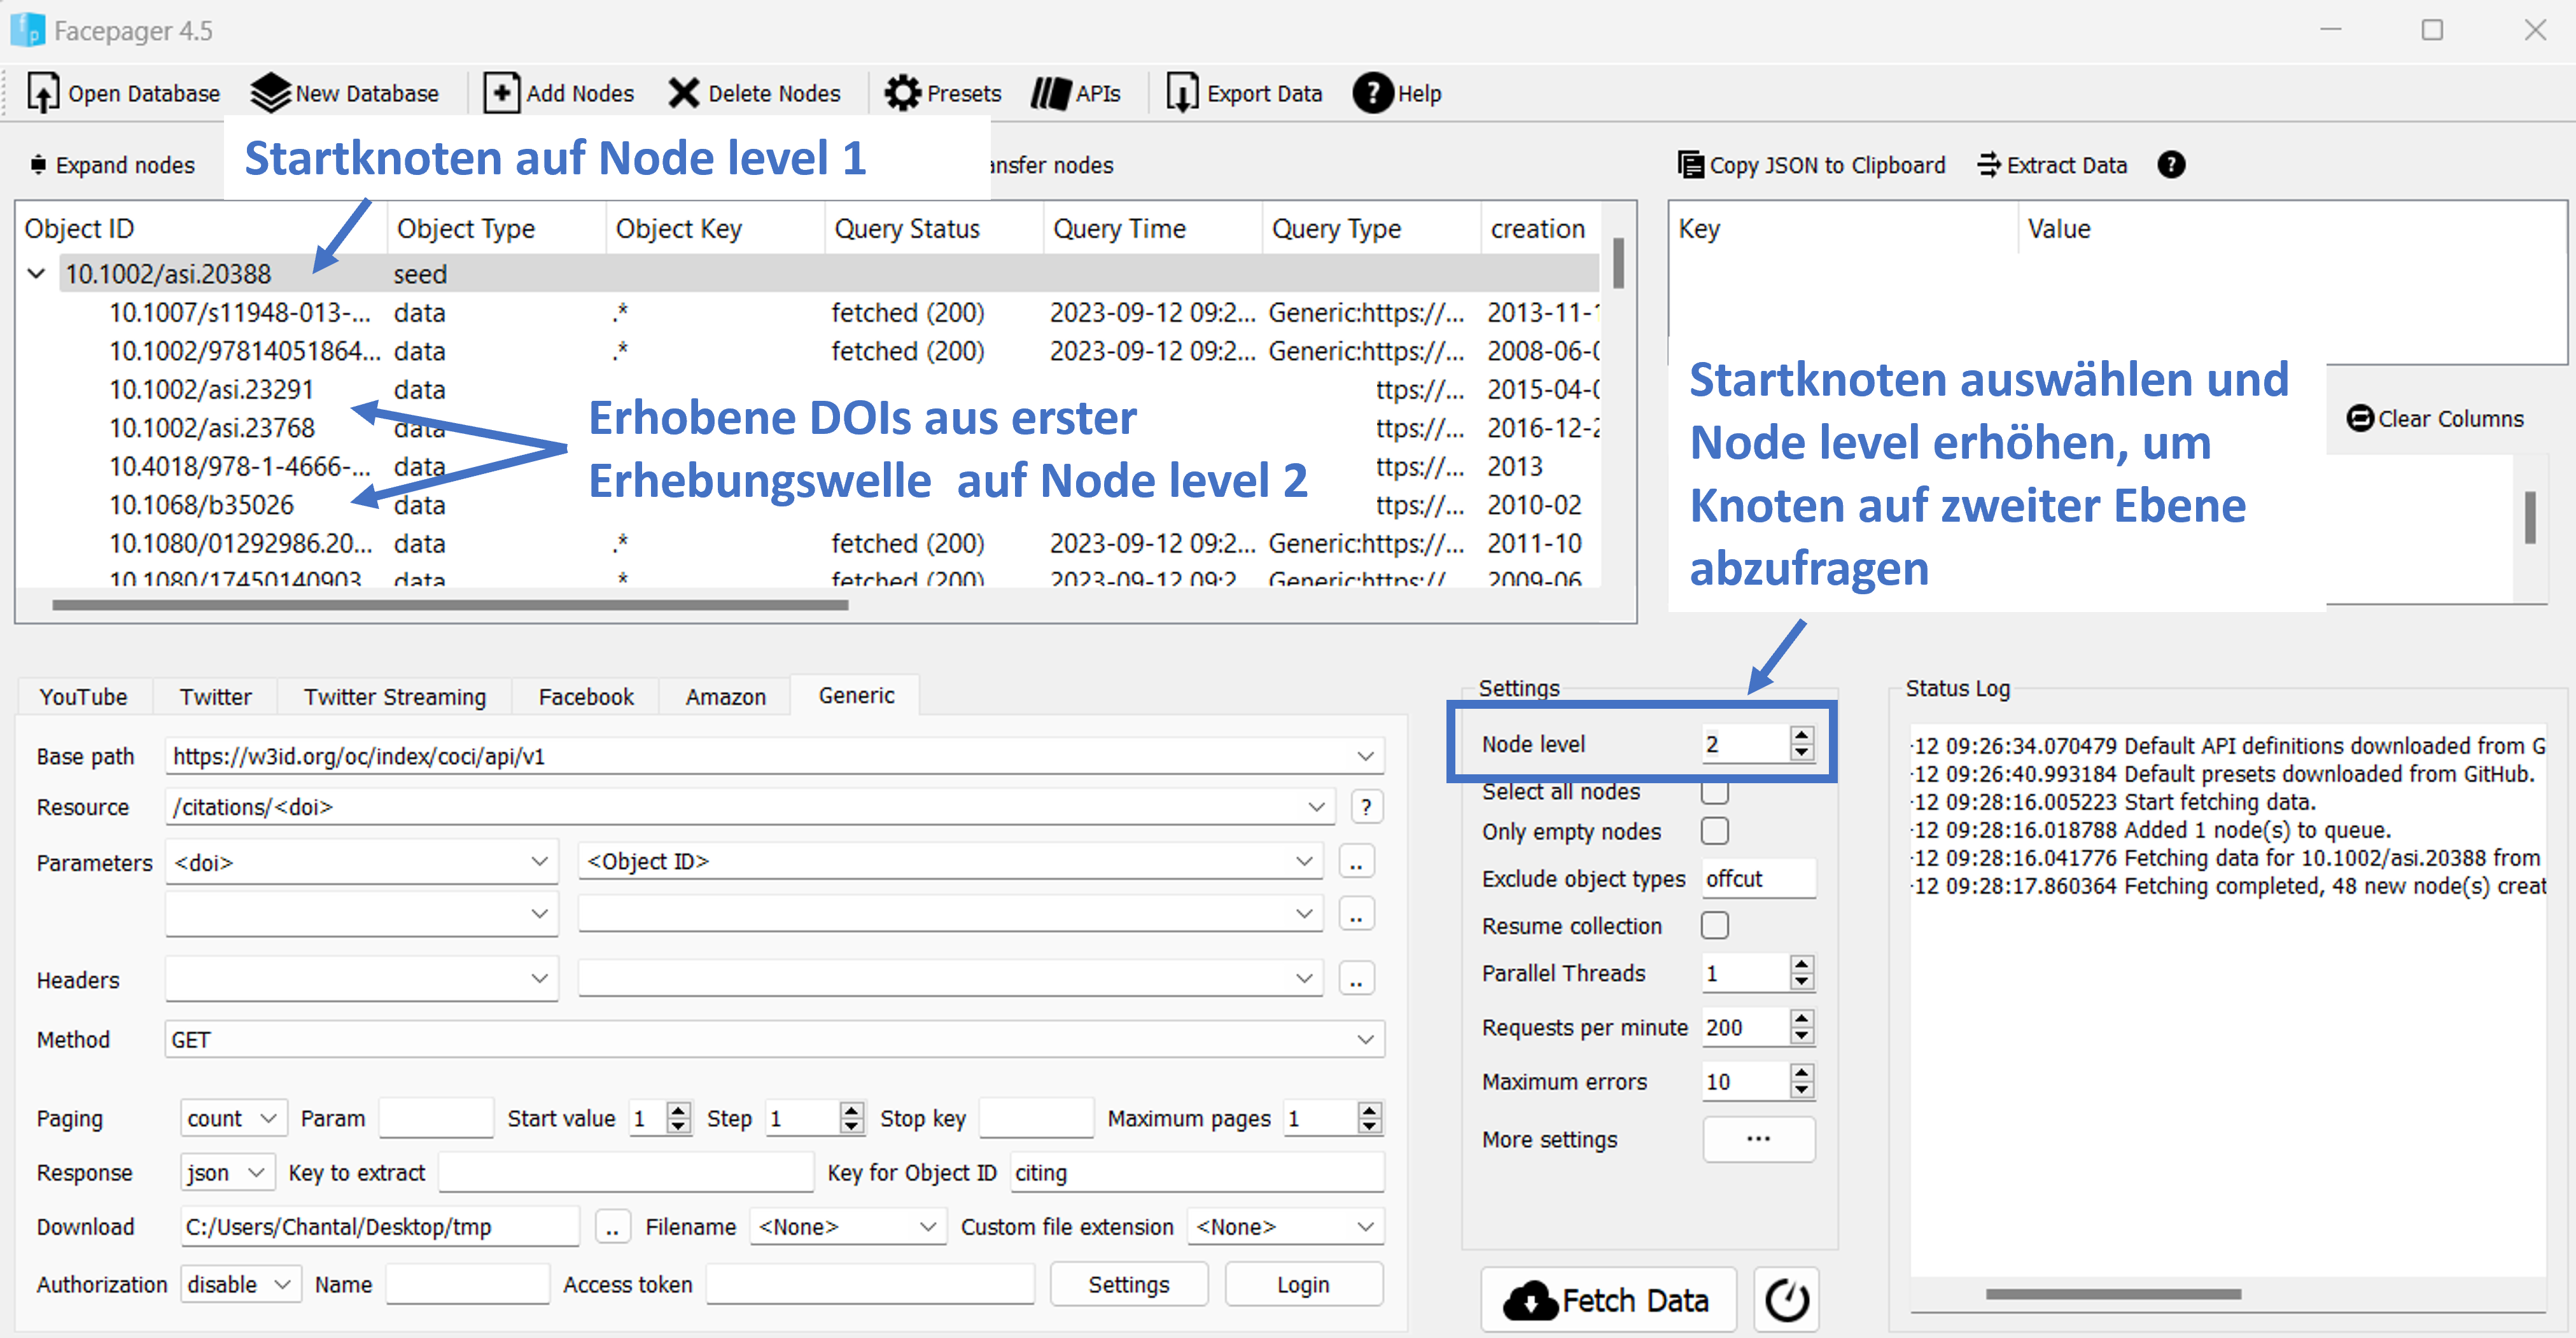 Facepager 4.5
Open Database New Database Add Nodes Delete Nodes Presets APIs Export Data Help
Expand nodes Startknoten auf Node level 1 ansfer nodes
Copy JSON to Clipboard Extract Data
Object ID Object Type Object Key Query Status Query Time Query Type creation
Key Value
10.1002/asi.20388 seed
10.1007/s11948-013-... data .* fetched (200) 2023-09-12 09:2... Generic:https://... 2013-11-
10.1002/97814051864... data .* fetched (200) 2023-09-12 09:2... Generic:https://... 2008-06-
10.1002/asi.23291 data ttps://... 2015-04-
10.1002/asi.23768 data ttps://... 2016-12-
10.4018/978-1-4666-... data ttps://... 2013
10.1068/b35026 data ttps://... 2010-02
10.1080/01292986.20... data .* fetched (200) 2023-09-12 09:2... Generic:https://... 2011-10
10.1080/17450140903 data * fetched (200) 2023-09-12 09:2 Generic:https:// 2009-06
Erhobene DOIs aus erster
Erhebungswelle auf Node level 2
Startknoten auswählen und
Node level erhöhen, um
Knoten auf zweiter Ebene
abzufragen
Clear Columns
YouTube Twitter Twitter Streaming Facebook Amazon Generic
Base path https://w3id.org/oc/index/coci/api/v1
Resource /citations/<doi> ?
Parameters <doi> <Object ID> ..
..
Headers ..
Method GET
Paging count Param Start value 1 Step 1 Stop key Maximum pages 1
Response json Key to extract Key for Object ID citing
Download C:/Users/Chantal/Desktop/tmp .. Filename <None> Custom file extension <None>
Authorization disable Name Access token Settings Login
Settings
Node level 2
Select all nodes
Only empty nodes
Exclude object types offcut
Resume collection
Parallel Threads 1
Requests per minute 200
Maximum errors 10
More settings ...
Fetch Data
Status Log
-12 09:26:34.070479 Default API definitions downloaded from G
-12 09:26:40.993184 Default presets downloaded from GitHub.
-12 09:28:16.005223 Start fetching data.
-12 09:28:16.018788 Added 1 node(s) to queue.
-12 09:28:16.041776 Fetching data for 10.1002/asi.20388 from
-12 09:28:17.860364 Fetching completed, 48 new node(s) creat